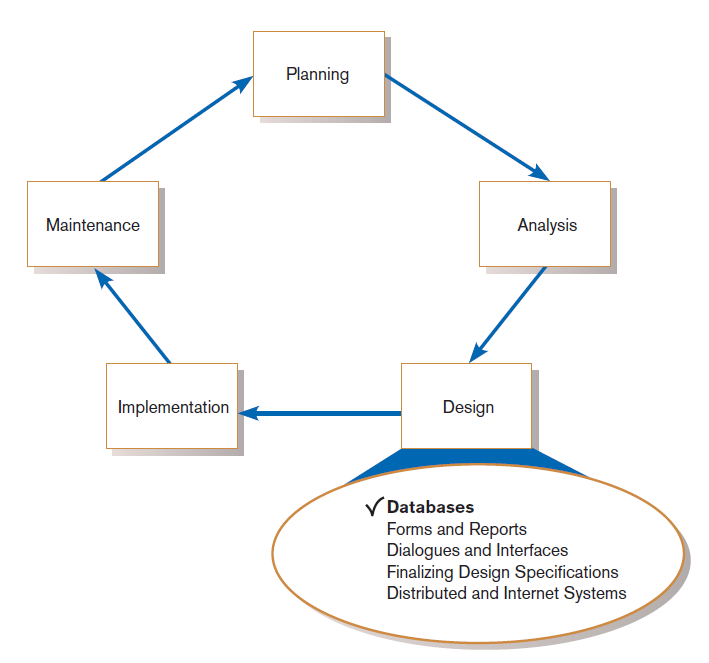 Planning
Maintenance
Analysis
Implementation
Design
✓ Databases
Forms and Reports
Dialogues and Interfaces
Finalizing Design Specifications
Distributed and Internet Systems